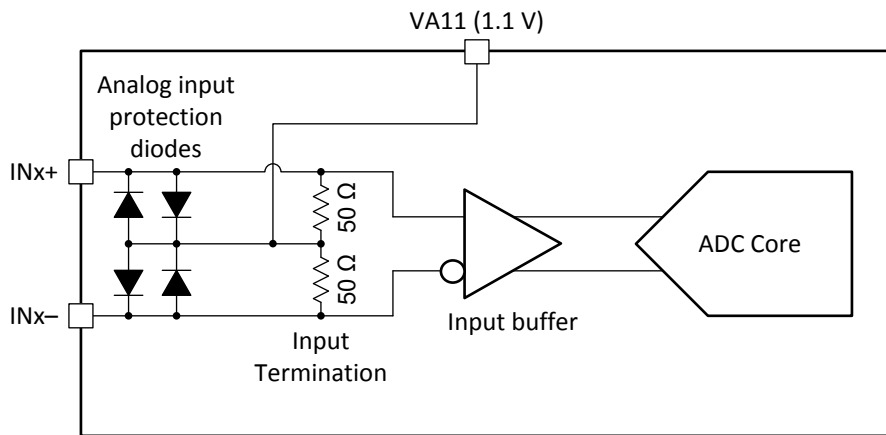 VA11 (1.1 V)
Analog input
protection
diodes
INx+
50 Ω
50 Ω
ADC Core
INx–
Input
Termination
Input buffer